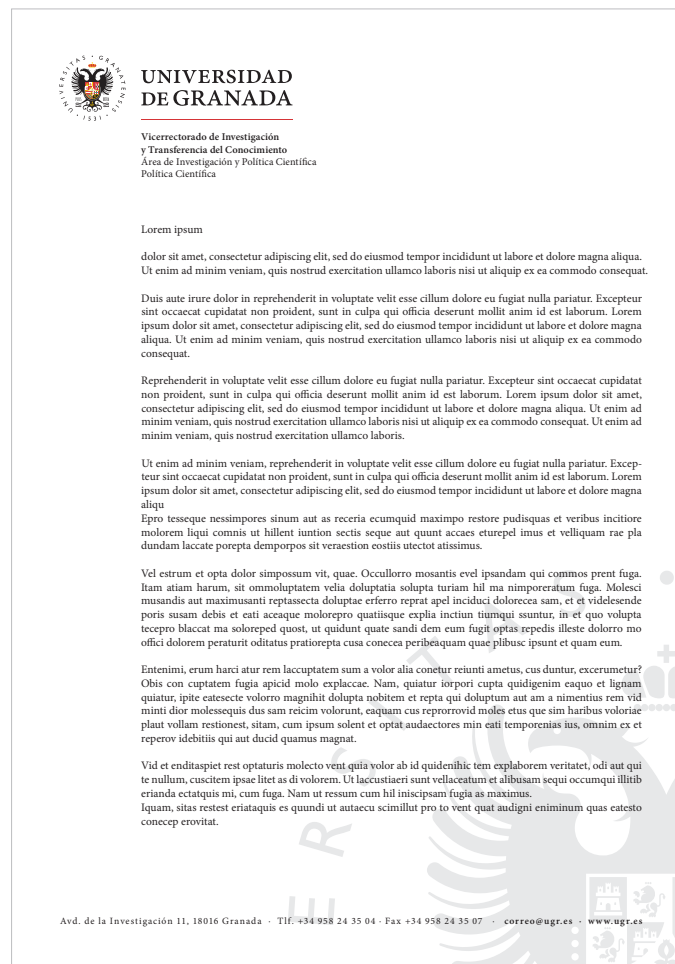 UNIVERSITAS · GRANATENSIS · 1531 ·
UNIVERSIDAD
DE GRANADA
Vicerrectorado de Investigación
y Transferencia del Conocimiento
Área de Investigación y Política Científica
Política Científica
Lorem ipsum
dolor sit amet, consectetur adipiscing elit, sed do eiusmod tempor incididunt ut labore et dolore magna aliqua.
Ut enim ad minim veniam, quis nostrud exercitation ullamco laboris nisi ut aliquip ex ea commodo consequat.
Duis aute irure dolor in reprehenderit in voluptate velit esse cillum dolore eu fugiat nulla pariatur. Excepteur
sint occaecat cupidatat non proident, sunt in culpa qui officia deserunt mollit anim id est laborum. Lorem
ipsum dolor sit amet, consectetur adipiscing elit, sed do eiusmod tempor incididunt ut labore et dolore magna
aliqua. Ut enim ad minim veniam, quis nostrud exercitation ullamco laboris nisi ut aliquip ex ea commodo
consequat.
Reprehenderit in voluptate velit esse cillum dolore eu fugiat nulla pariatur. Excepteur sint occaecat cupidatat
non proident, sunt in culpa qui officia deserunt mollit anim id est laborum. Lorem ipsum dolor sit amet,
consectetur adipiscing elit, sed do eiusmod tempor incididunt ut labore et dolore magna aliqua. Ut enim ad
minim veniam, quis nostrud exercitation ullamco laboris nisi ut aliquip ex ea commodo consequat. Ut enim ad
minim veniam, quis nostrud exercitation ullamco laboris.
Ut enim ad minim veniam, reprehenderit in voluptate velit esse cillum dolore eu fugiat nulla pariatur. Excep-
teur sint occaecat cupidatat non proident, sunt in culpa qui officia deserunt mollit anim id est laborum. Lorem
ipsum dolor sit amet, consectetur adipiscing elit, sed do eiusmod tempor incididunt ut labore et dolore magna
aliqu
Epro tesseque nessimpores sinum aut as receria ecumquid maximpo restore pudisquas et veribus incitiore
molorem liqui comnis ut hillent iuntion sectis seque aut quunt accaes eturepel imus et velliquam rae pla
dundam laccate porepta demporpos sit veraestion eostiis utectot atissimus.
Vel estrum et opta dolor simpossum vit, quae. Occullorro mosantis evel ipsandam qui commos prent fuga.
Itam atiam harum, sit ommoluptatem velia doluptatia solupta turiam hil ma nimporeratum fuga. Molesci
musandis aut maximusanti reptassecta doluptae erferro reprat apel inciduci dolorecea sam, et et videlesende
poris susam debis et eati aceaque molorepro quatiisque explia inctiun tiumqui suntur, int et quo volupta
tecepro blaccat ma soloreped quost, ut quidunt quate sandi dem eum fugit optas repedis illeste dolorro mo
offici dolorem peraturit oditatus pratiorepta cusa conecea peribeaquam quae plibusc ipsunt et quam eum.
Entenimi, erum harci atur rem laccuptatem sum a volor alia conetur reiunti ametus, cus duntur, excerumetur?
Obis con cuptatem fugia apicid molo explaccae. Nam, quiatur iorpori cupta quidigenim eaquo et lignam
quiatur, ipite eatesecte volorro magnihit dolupta nobitem et repta qui doluptum aut am a nimentius rem vid
minti dior molessequis dus sam reicim volorunt, eaquam cus reprorrovid moles etus que sim haribus voloriae
plaut vollam restionest, sitam, cum ipsum solent et optat audaectores min eati temporenias ius, omnim ex et
reperov idebitiis qui aut ducid quamus magnat.
Vid et enditaspiet rest optaturis molecto vent quia volor ab id quidenihic tem explaborem veritatet, odi aut qui
te nullum, cuscitem ipsae litet as di volorem. Ut laccustiaeri sunt vellaceatum et alibusam sequi occumqui illitib
erianda ectatquis mi, cum fuga. Nam ut ressum cum hil iniscipsam fugia as maximus.
Iquam, sitas restest eriataquis es quundi ut autaecu scimillut pro to vent quat audigni eniminum quas eatesto
conecep erovitat.
ERSITAS ·
Avd. de la Investigación 11, 18016 Granada · Tlf. +34 958 24 35 04 · Fax +34 958 24 35 07 · correo@ugr.es · www.ugr.es